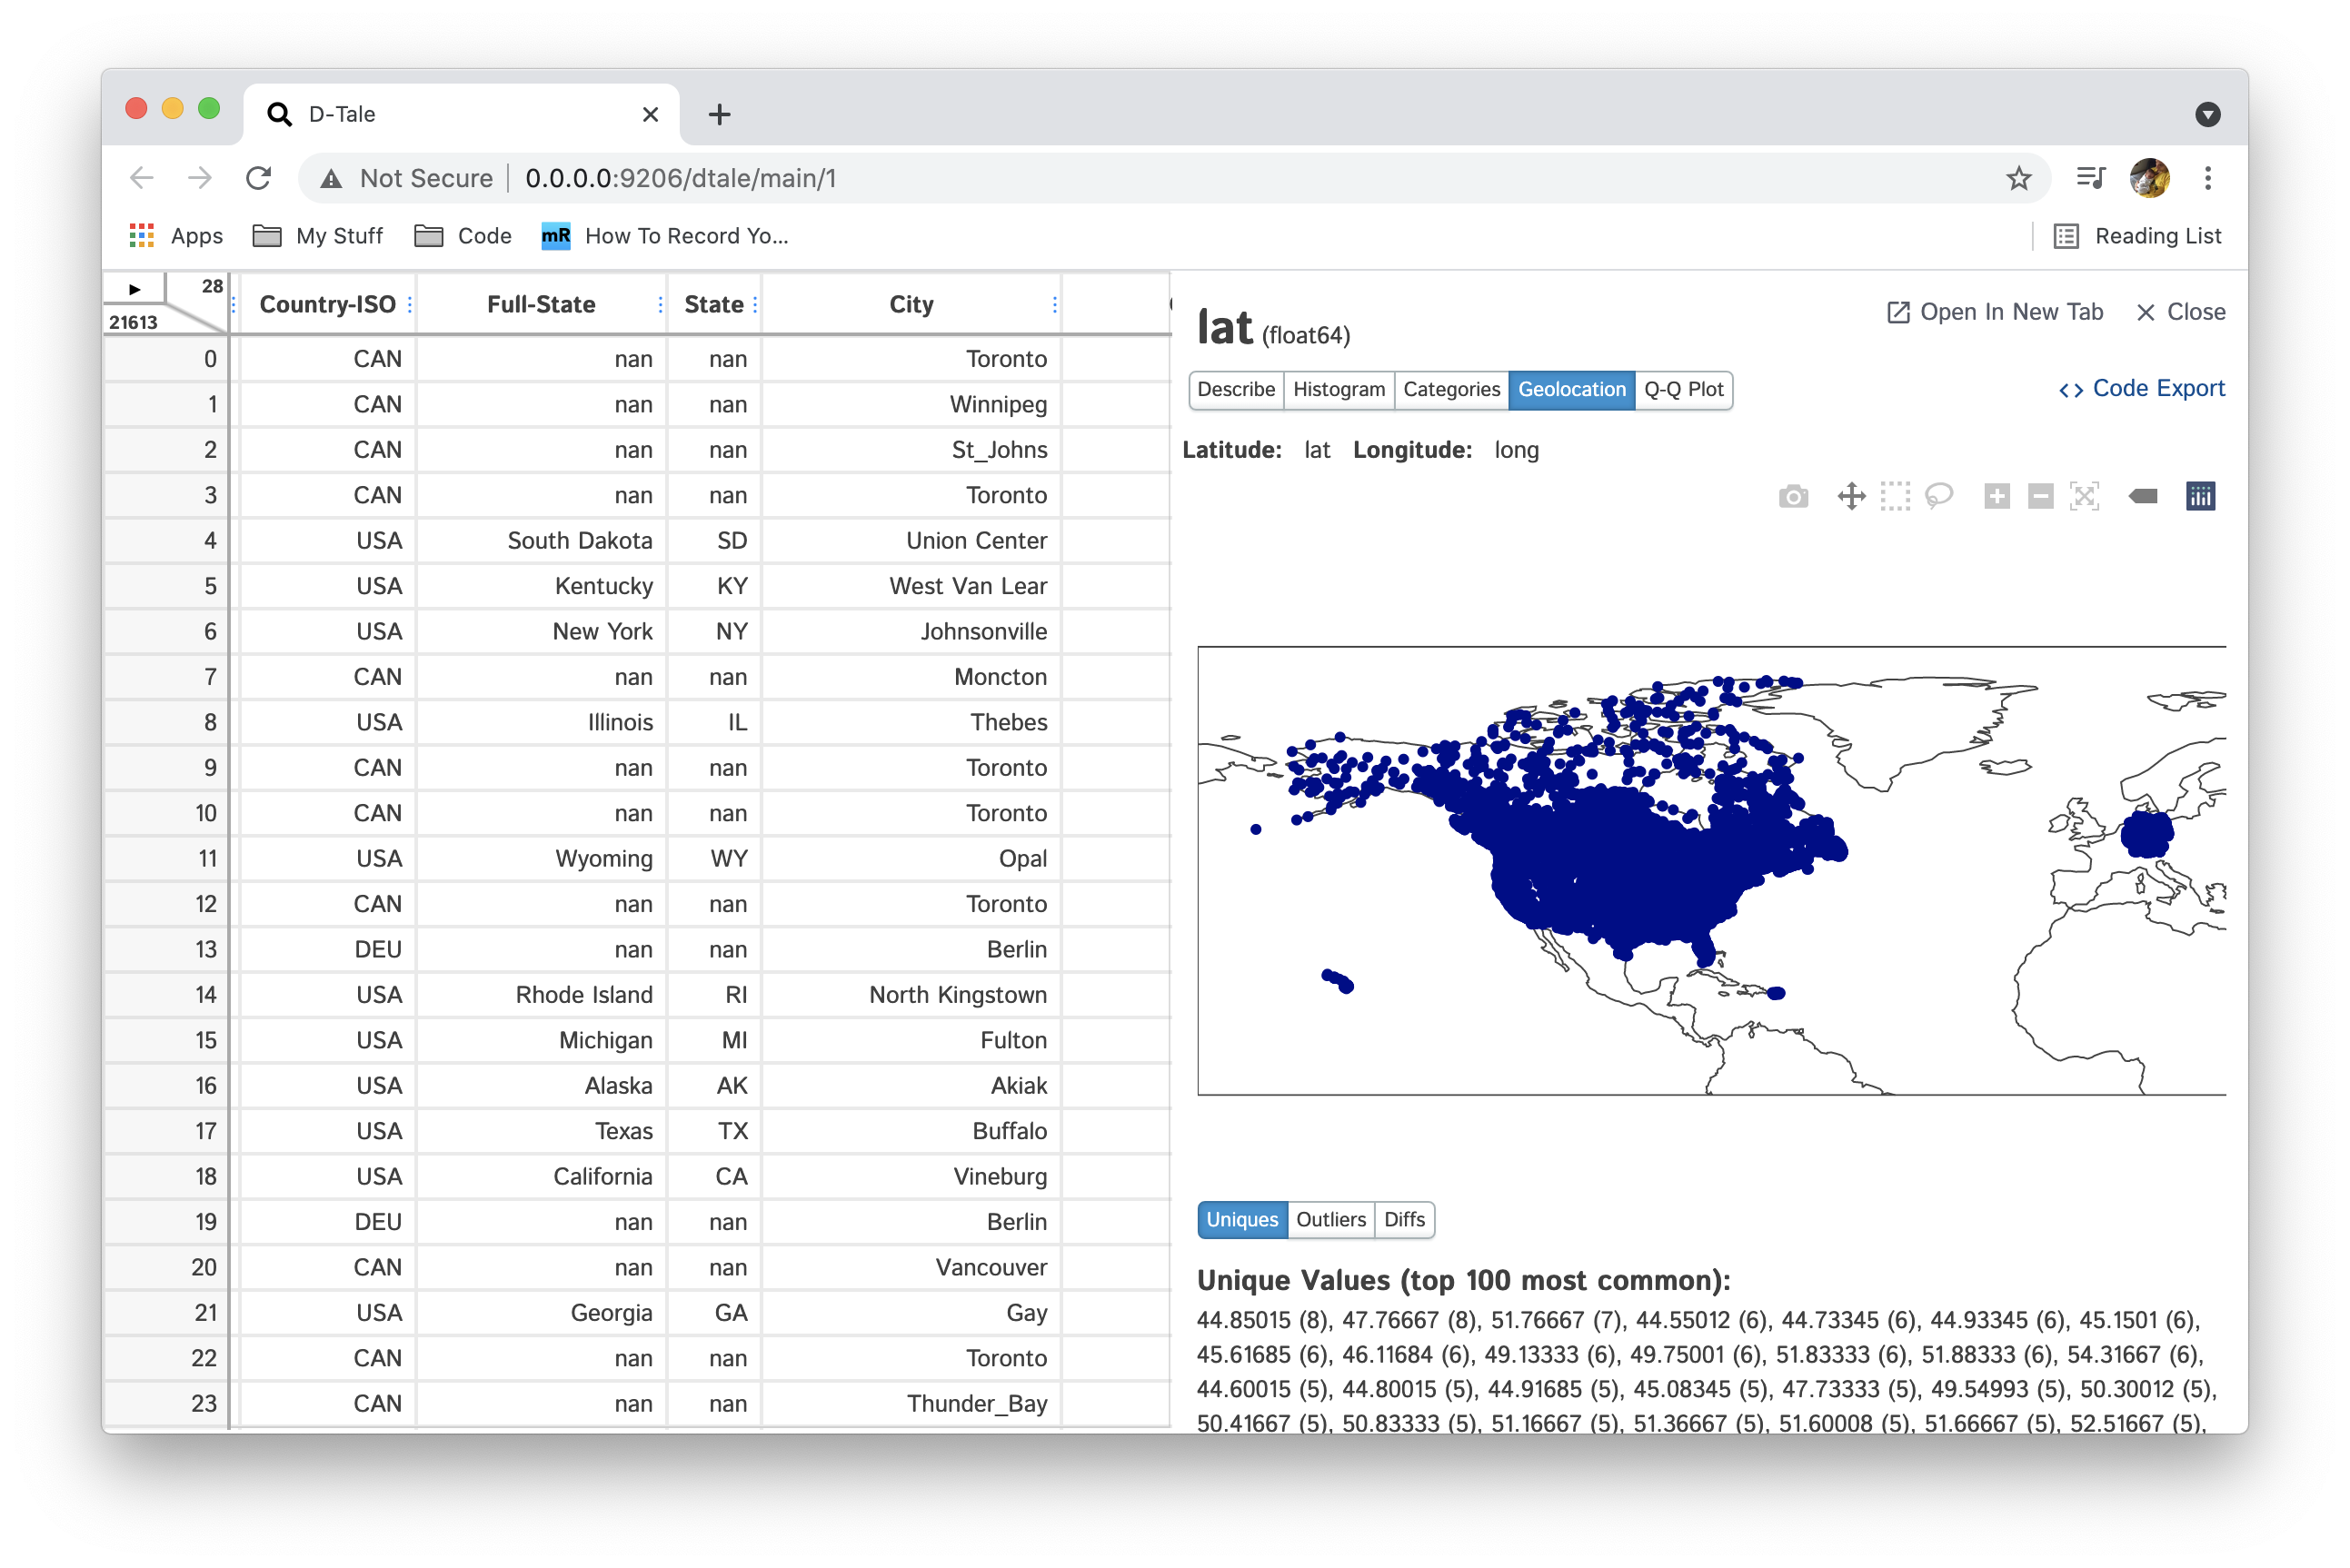 D-Tale
Not Secure 0.0.0.0:9206/dtale/main/1
Apps My Stuff Code mR How To Record Yo... Reading List
28
21613
Country-ISO Full-State State City
0 CAN nan nan Toronto
1 CAN nan nan Winnipeg
2 CAN nan nan St_Johns
3 CAN nan nan Toronto
4 USA South Dakota SD Union Center
5 USA Kentucky KY West Van Lear
6 USA New York NY Johnsonville
7 CAN nan nan Moncton
8 USA Illinois IL Thebes
9 CAN nan nan Toronto
10 CAN nan nan Toronto
11 USA Wyoming WY Opal
12 CAN nan nan Toronto
13 DEU nan nan Berlin
14 USA Rhode Island RI North Kingstown
15 USA Michigan MI Fulton
16 USA Alaska AK Akiak
17 USA Texas TX Buffalo
18 USA California CA Vineburg
19 DEU nan nan Berlin
20 CAN nan nan Vancouver
21 USA Georgia GA Gay
22 CAN nan nan Toronto
23 CAN nan nan Thunder_Bay
Open In New Tab Close
lat (float64)
Describe Histogram Categories Geolocation Q-Q Plot
Code Export
Latitude: lat Longitude: long
Uniques Outliers Diffs
Unique Values (top 100 most common):
44.85015 (8), 47.76667 (8), 51.76667 (7), 44.55012 (6), 44.73345 (6), 44.93345 (6), 45.1501 (6),
45.61685 (6), 46.11684 (6), 49.13333 (6), 49.75001 (6), 51.83333 (6), 51.88333 (6), 54.31667 (6),
44.60015 (5), 44.80015 (5), 44.91685 (5), 45.08345 (5), 47.73333 (5), 49.54993 (5), 50.30012 (5),
50.41667 (5), 50.83333 (5), 51.16667 (5), 51.36667 (5), 51.60008 (5), 51.66667 (5), 52.51667 (5),